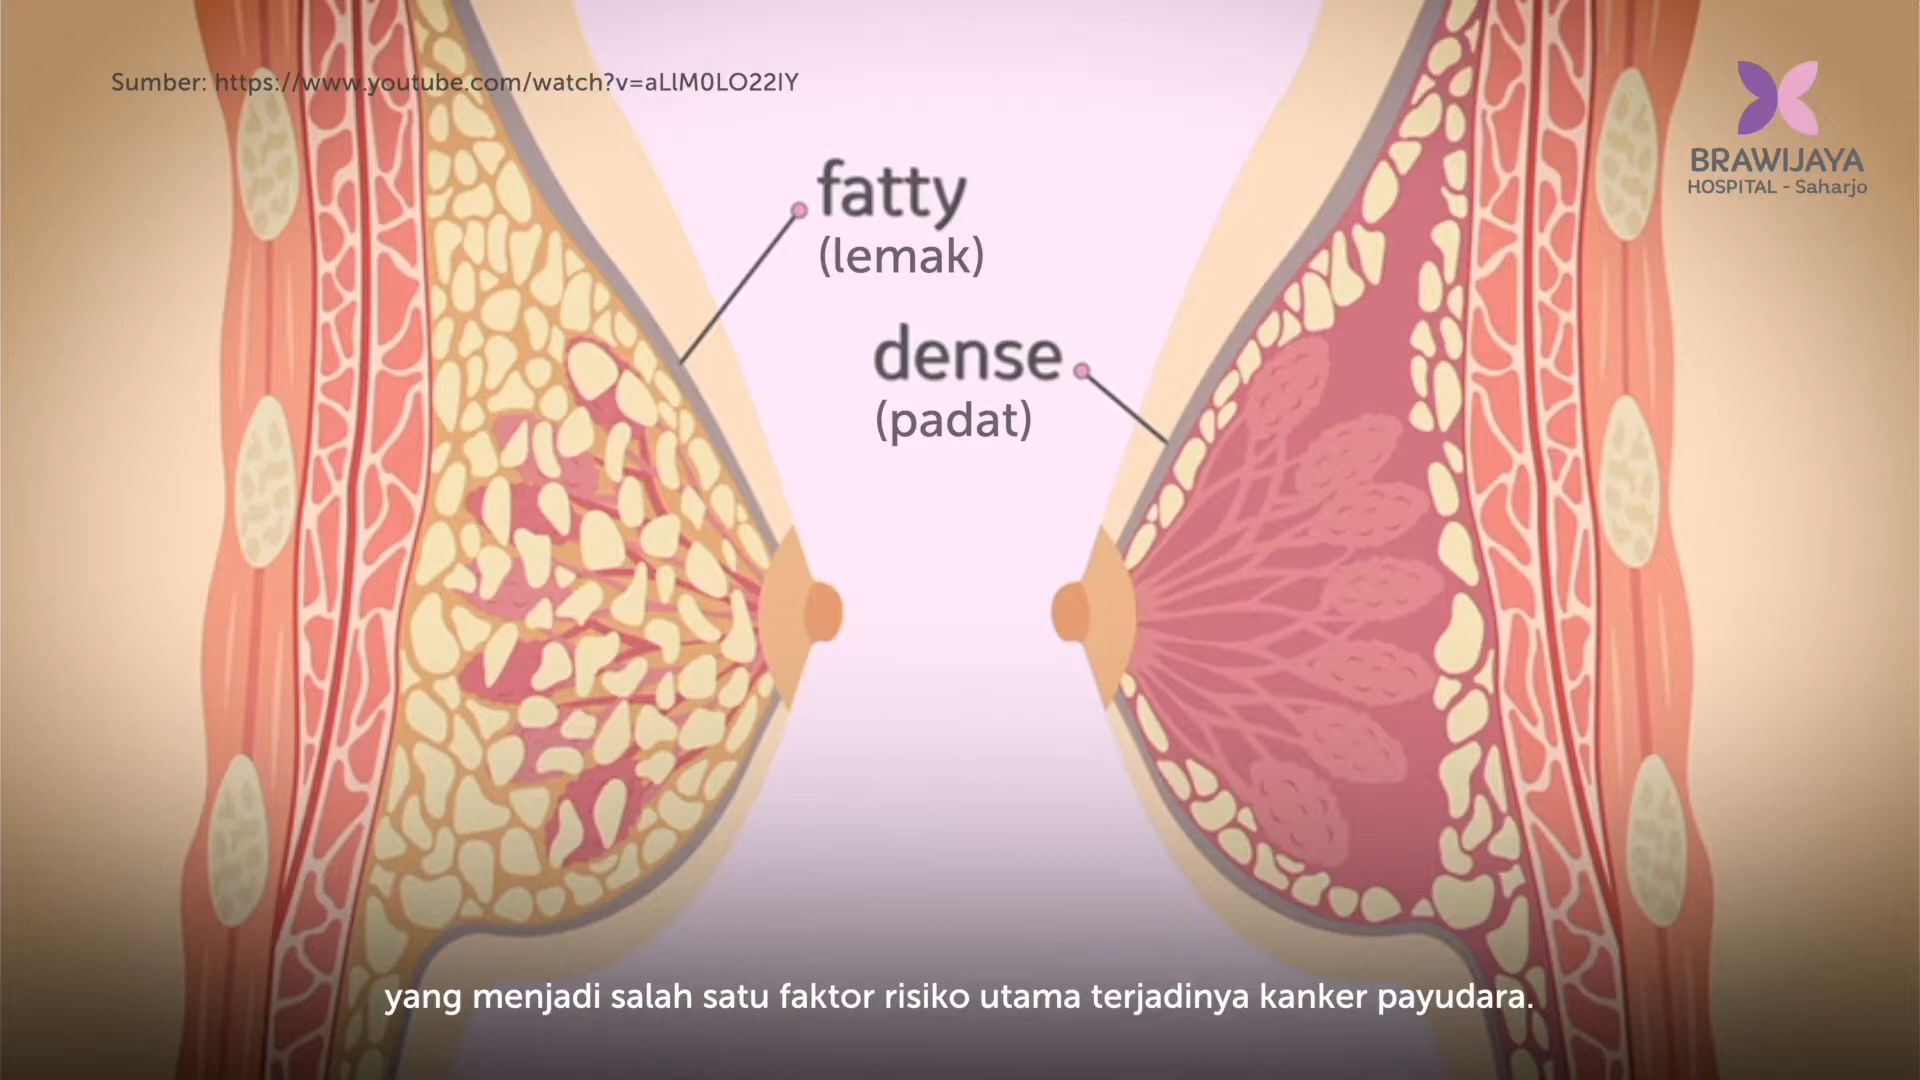 Sumber: https://www.youtube.com/watch?v=aLlM0LO22lY
BRAWIJAYA
HOSPITAL - Saharjo
fatty
(lemak)
dense
(padat)
yang menjadi salah satu faktor risiko utama terjadinya kanker payudara.